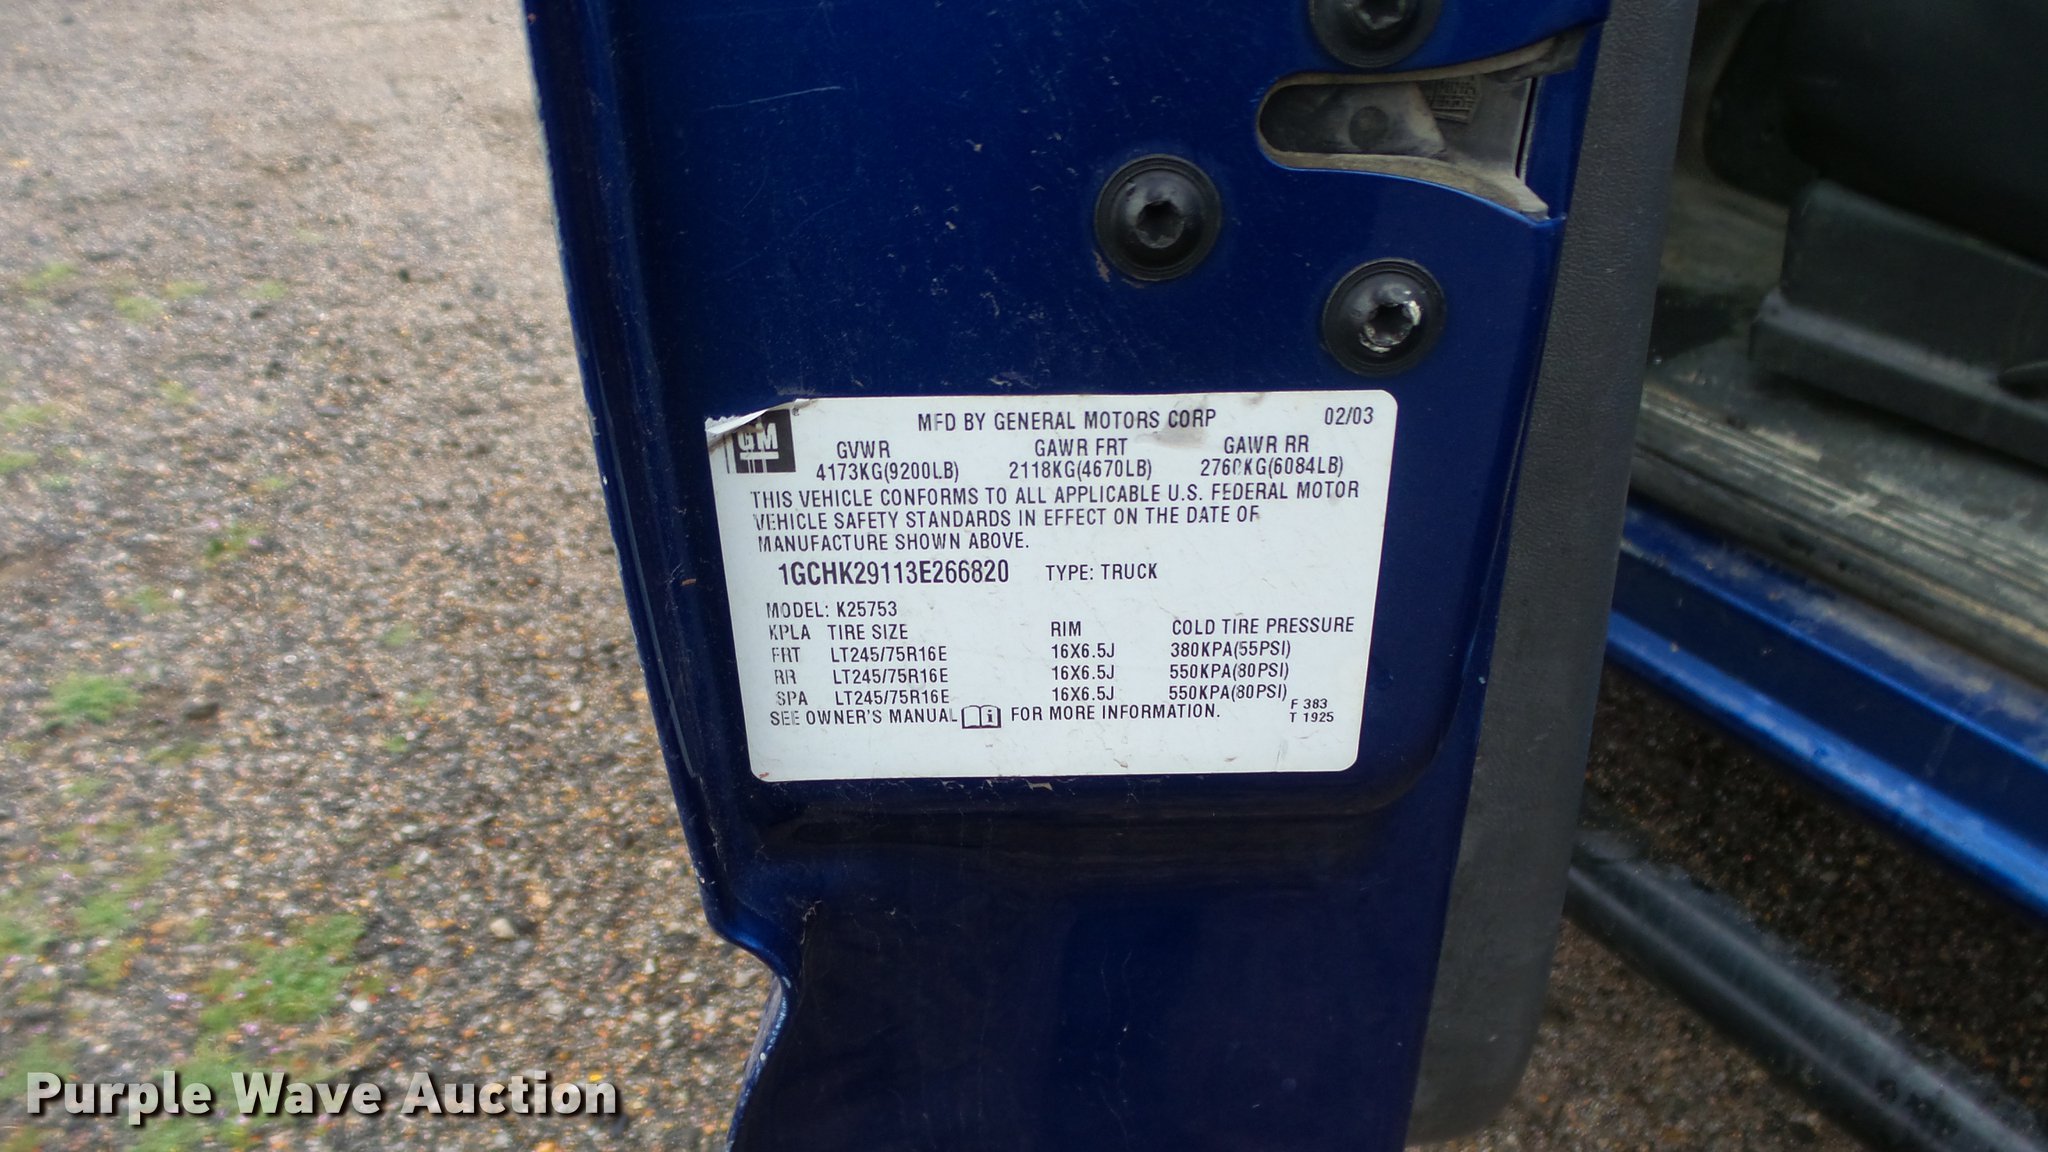 GM
MFD BY GENERAL MOTORS CORP 02/03
GVWR GAWR FRT GAWR RR
4173KG(9200LB) 2118KG(4670LB) 2760KG(6084LB)
THIS VEHICLE CONFORMS TO ALL APPLICABLE U.S. FEDERAL MOTOR
VEHICLE SAFETY STANDARDS IN EFFECT ON THE DATE OF
MANUFACTURE SHOWN ABOVE.
1GCHK29113E266820 TYPE: TRUCK
MODEL: K25753
KPLA TIRE SIZE RIM COLD TIRE PRESSURE
FRT LT245/75R16E 16X6.5J 380KPA(55PSI)
RR LT245/75R16E 16X6.5J 550KPA(80PSI)
SPA LT245/75R16E 16X6.5J 550KPA(80PSI)
SEE OWNER'S MANUAL i FOR MORE INFORMATION.
F 383
T 1925
Purple Wave Auction